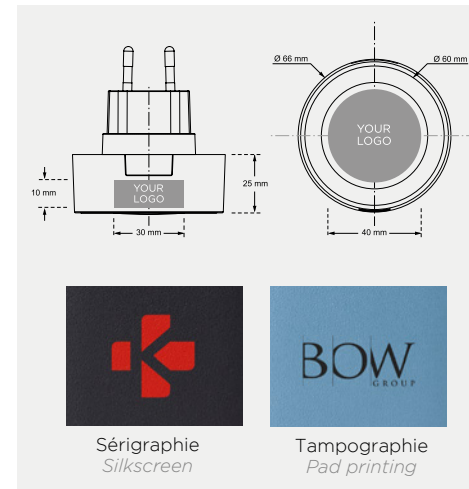 Ø 66 mm
Ø 60 mm
YOUR
LOGO
10 mm
YOUR
LOGO
25 mm
30 mm
40 mm
BOW
GROUP
Sérigraphie
Silkscreen
Tampographie
Pad printing